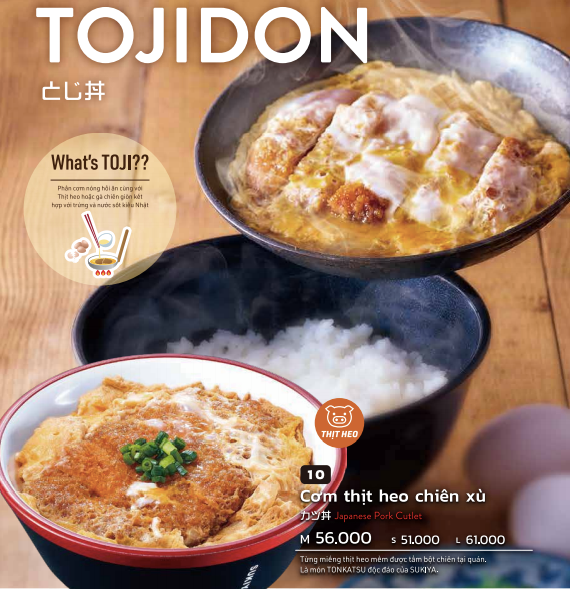 TOJIDON
とじ丼
What's TOJI??
Phần cơm nóng hổi ăn cùng với
Thịt heo hoặc gà chiên giòn kết
hợp với trứng và nước sốt kiểu Nhật
THỊT HEO
10
Cơm thịt heo chiên xù
カツ丼 Japanese Pork Cutlet
M 56.000 S 51.000 L 61.000
Từng miếng thịt heo mềm được tẩm bột chiên tại quán.
Là món TONKATSU độc đáo của SUKIYA.